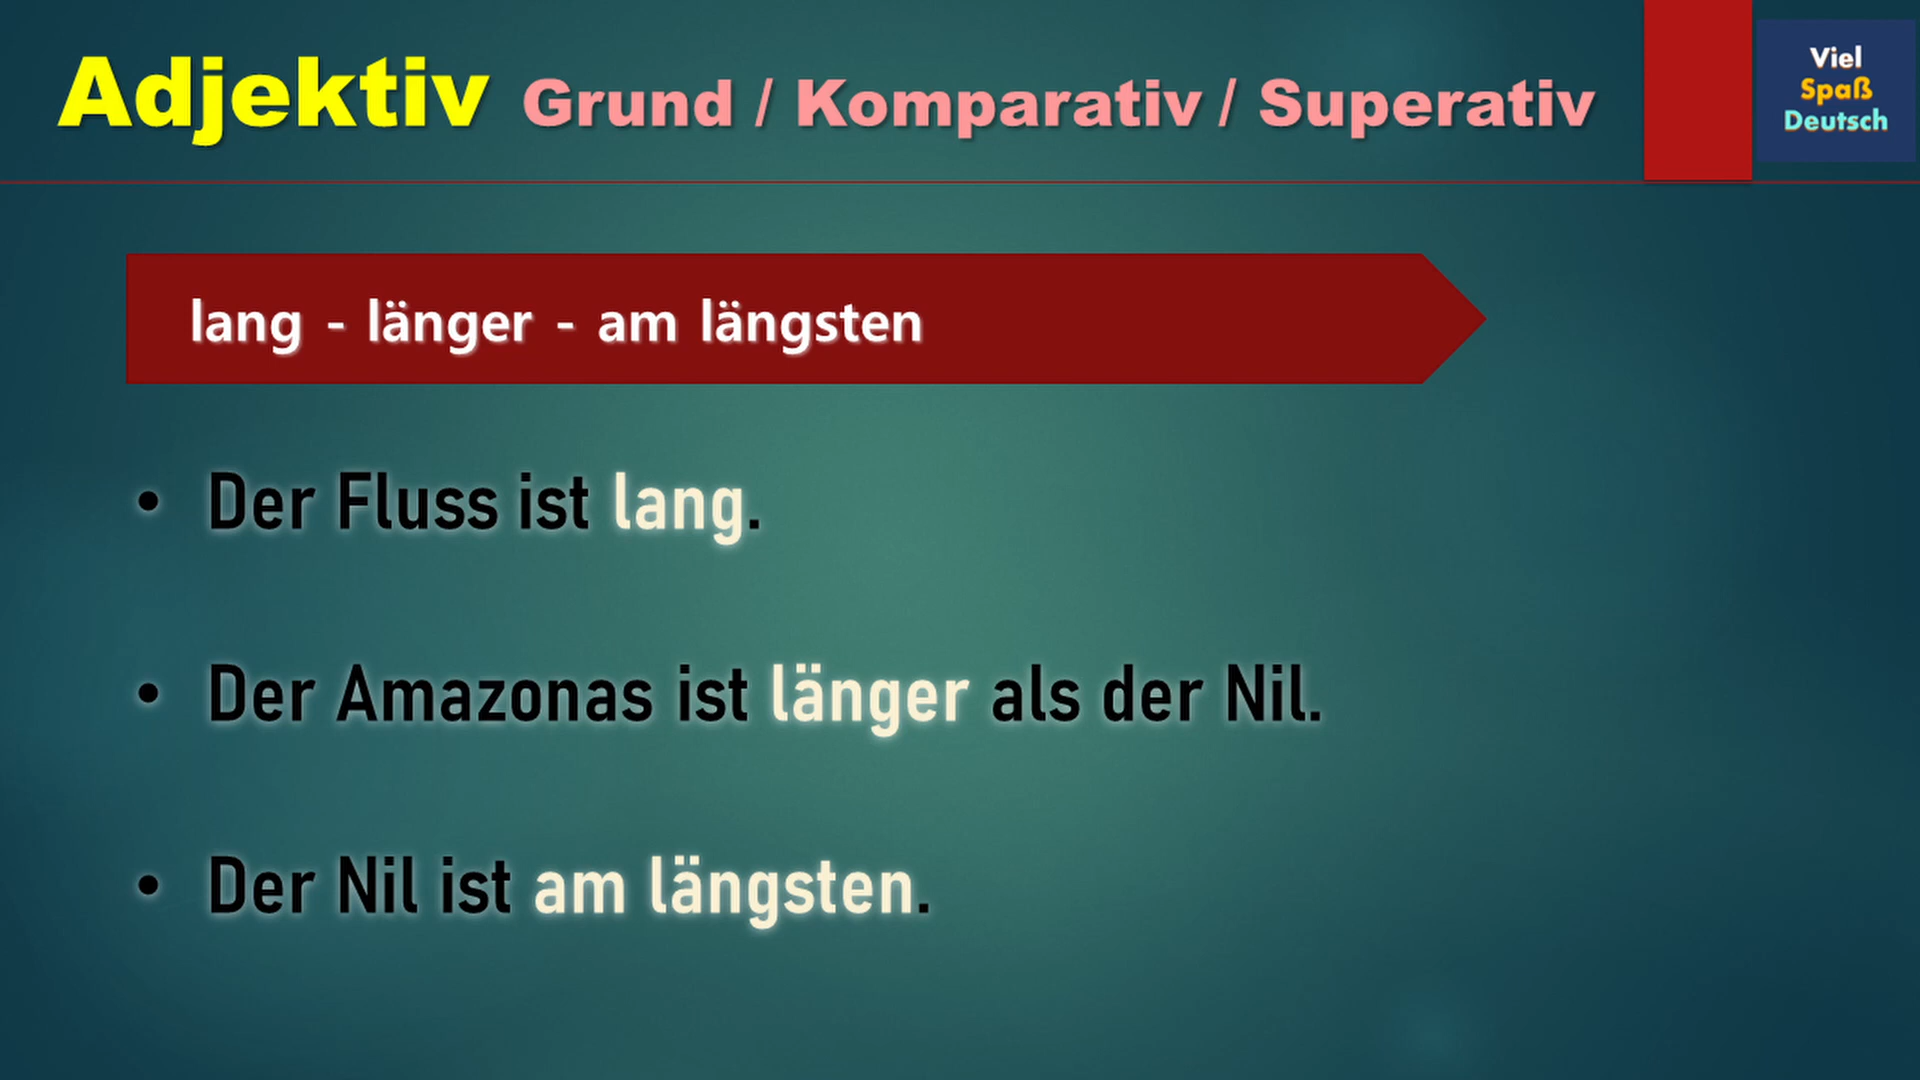 Adjektiv Grund / Komparativ / Superativ
Viel
Spaß
Deutsch
lang - länger - am längsten
• Der Fluss ist lang.
• Der Amazonas ist länger als der Nil.
• Der Nil ist am längsten.